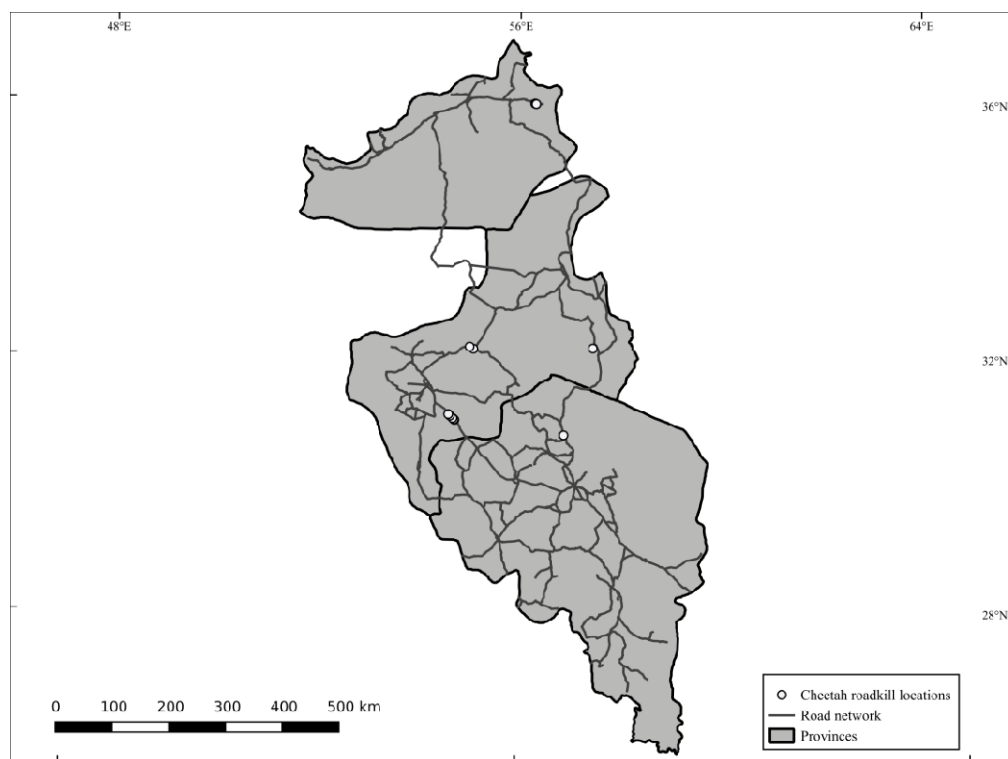 48°E 56°E 64°E
36°N
32°N
28°N
0 100 200 300 400 500 km
Cheetah roadkill locations
Road network
Provinces